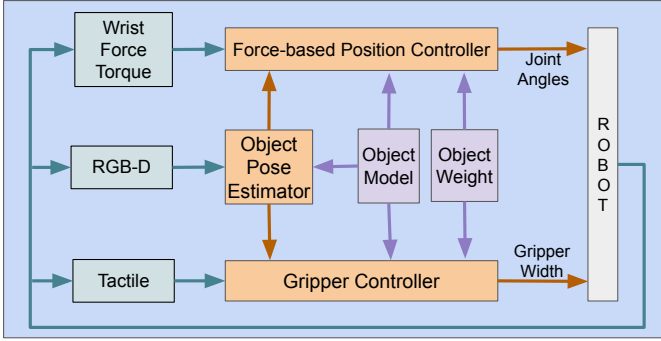 Wrist
Force
Torque
Force-based Position Controller
Joint
Angles
RGB-D
Object
Pose
Estimator
Object
Model
Object
Weight
ROBOT
Tactile
Gripper Controller
Gripper
Width